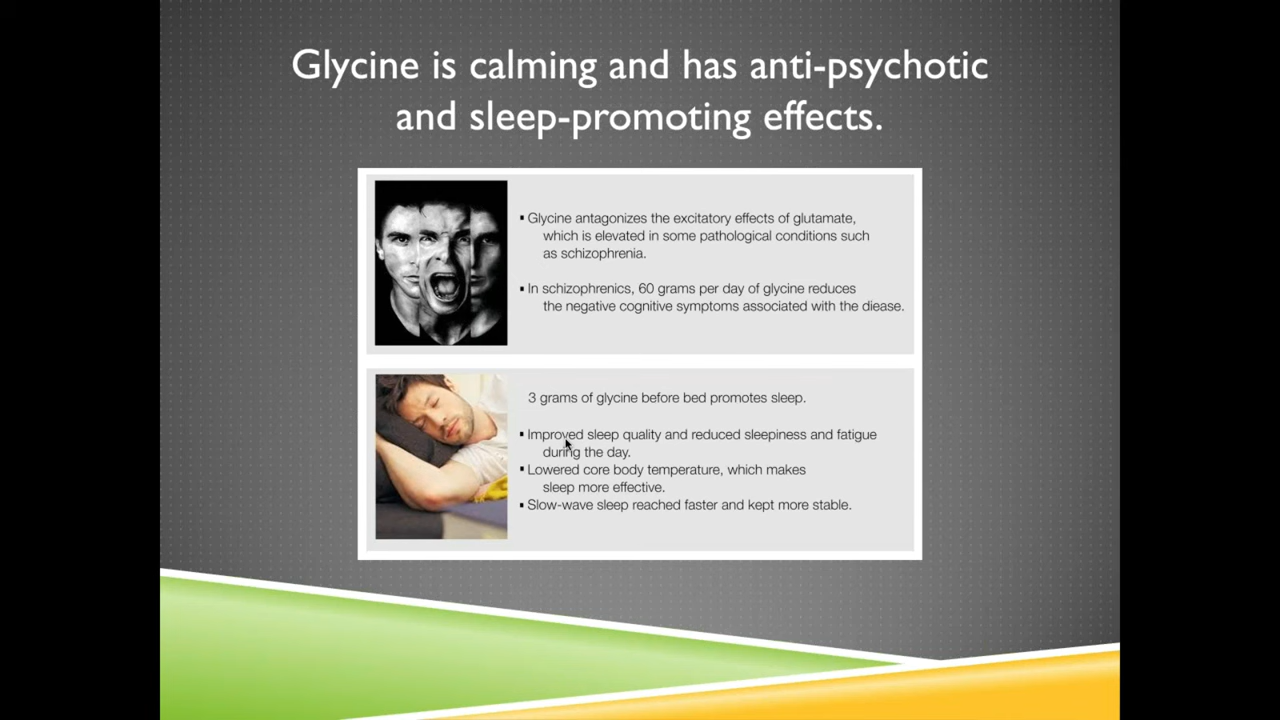 Glycine is calming and has anti-psychotic
and sleep-promoting effects.
▪ Glycine antagonizes the excitatory effects of glutamate,
which is elevated in some pathological conditions such
as schizophrenia.
▪ In schizophrenics, 60 grams per day of glycine reduces
the negative cognitive symptoms associated with the diease.
3 grams of glycine before bed promotes sleep.
▪ Improved sleep quality and reduced sleepiness and fatigue
during the day.
▪ Lowered core body temperature, which makes
sleep more effective.
▪ Slow-wave sleep reached faster and kept more stable.